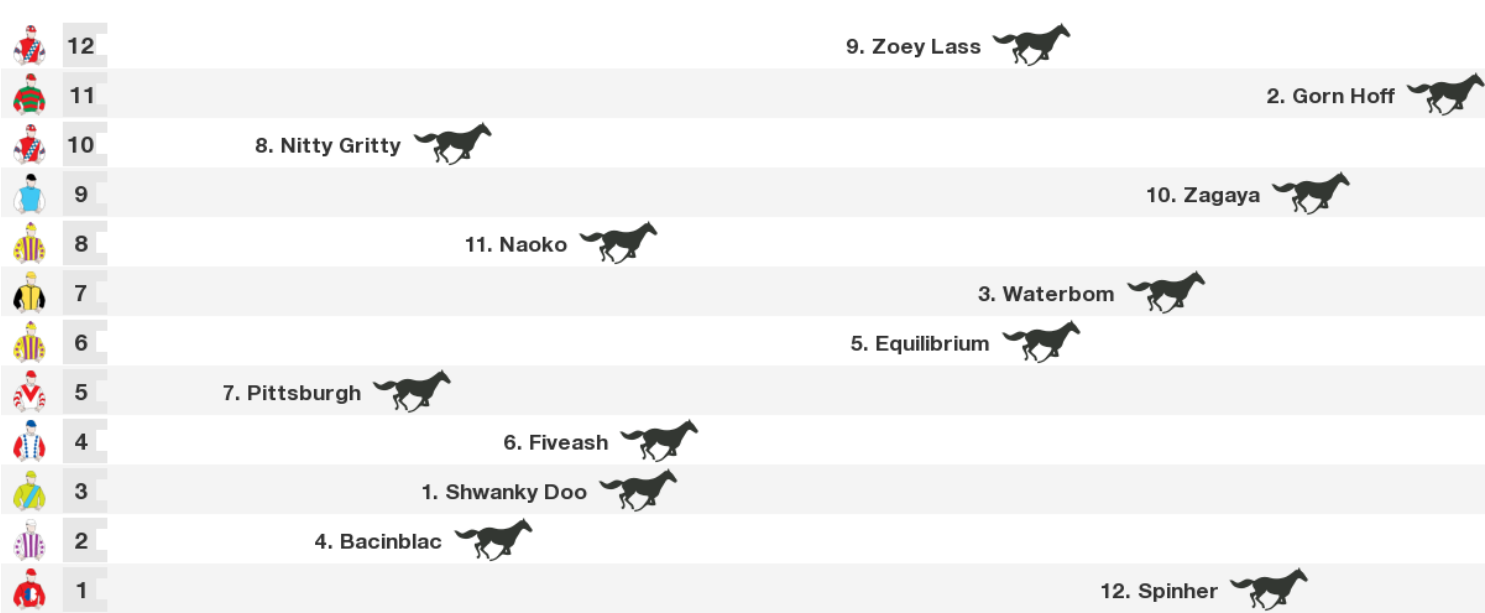 12 9. Zoey Lass
11 2. Gorn Hoff
10 8. Nitty Gritty
9 10. Zagaya
8 11. Naoko
7 3. Waterbom
6 5. Equilibrium
5 7. Pittsburgh
4 6. Fiveash
3 1. Shwanky Doo
2 4. Bacinblac
1 12. Spinher